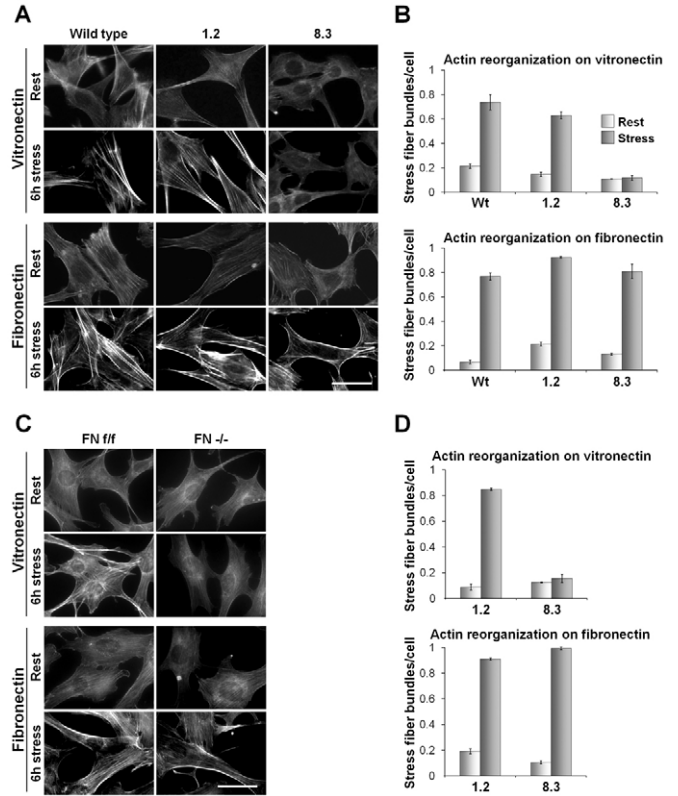 A
Wild type 1.2 8.3
Vitronectin
Rest
6h stress
Fibronectin
Rest
6h stress
B
Actin reorganization on vitronectin
Stress fiber bundles/cell
1
0.8
0.6
0.4
0.2
0
Rest
Stress
Wt 1.2 8.3
Actin reorganization on fibronectin
Stress fiber bundles/cell
1
0.8
0.6
0.4
0.2
0
Wt 1.2 8.3
C
FN f/f FN -/-
Vitronectin
Rest
6h stress
Fibronectin
Rest
6h stress
D
Actin reorganization on vitronectin
Stress fiber bundles/cell
1
0.8
0.6
0.4
0.2
0
1.2 8.3
Actin reorganization on fibronectin
Stress fiber bundles/cell
1
0.8
0.6
0.4
0.2
0
1.2 8.3